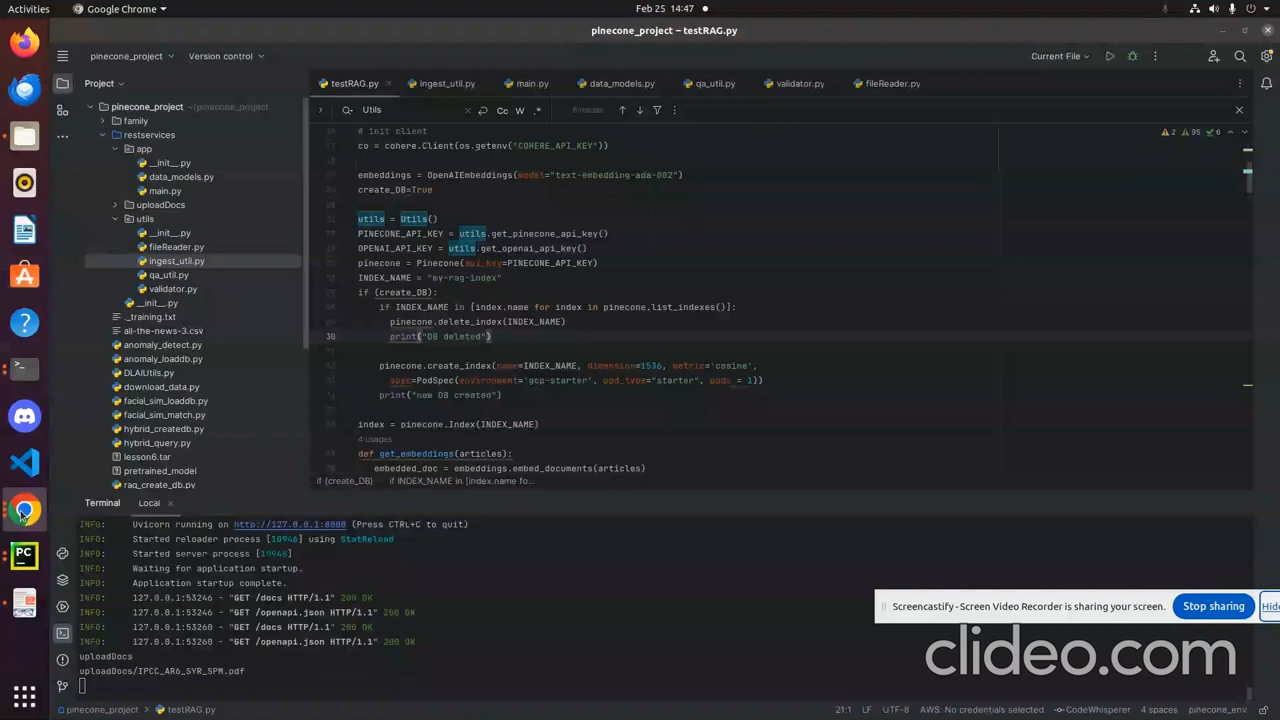 Activities
Google Chrome
Feb 25 14:47
pinecone_project – testRAG.py
pinecone_project
Version control
Current File
Project
testRAG.py
ingest_util.py
main.py
data_models.py
qa_util.py
validator.py
fileReader.py
pinecone_project ~/pinecone_project
family
restservices
app
__init__.py
data_models.py
main.py
uploadDocs
utils
__init__.py
fileReader.py
ingest_util.py
qa_util.py
validator.py
__init__.py
_training.txt
all-the-news-3.csv
anomaly_detect.py
anomaly_loaddb.py
DLAIUtils.py
download_data.py
facial_sim_loaddb.py
facial_sim_match.py
hybrid_createdb.py
hybrid_query.py
lesson6.tar
pretrained_model
rag_create_db.py
Utils
Cc W .*
2 95 6
# init client
co = cohere.Client(os.getenv("COHERE_API_KEY"))
embeddings = OpenAIEmbeddings(model="text-embedding-ada-002")
create_DB=True
utils = Utils()
PINECONE_API_KEY = utils.get_pinecone_api_key()
OPENAI_API_KEY = utils.get_openai_api_key()
pinecone = Pinecone(api_key=PINECONE_API_KEY)
INDEX_NAME = "my-rag-index"
if (create_DB):
if INDEX_NAME in [index.name for index in pinecone.list_indexes()]:
pinecone.delete_index(INDEX_NAME)
30 print("DB deleted")
pinecone.create_index(name=INDEX_NAME, dimension=1536, metric='cosine',
spec=PodSpec(environment='gcp-starter', pod_type="starter", pods = 1))
print("new DB created")
index = pinecone.Index(INDEX_NAME)
4 usages
def get_embeddings(articles):
embedded_doc = embeddings.embed_documents(articles)
if (create_DB) if INDEX_NAME in [index.name fo...
Terminal
Local
INFO: Uvicorn running on http://127.0.0.1:8000 (Press CTRL+C to quit)
INFO: Started reloader process [10946] using StatReload
INFO: Started server process [10948]
INFO: Waiting for application startup.
INFO: Application startup complete.
INFO: 127.0.0.1:53246 - "GET /docs HTTP/1.1" 200 OK
INFO: 127.0.0.1:53246 - "GET /openapi.json HTTP/1.1" 200 OK
INFO: 127.0.0.1:53260 - "GET /docs HTTP/1.1" 200 OK
INFO: 127.0.0.1:53260 - "GET /openapi.json HTTP/1.1" 200 OK
uploadDocs
uploadDocs/IPCC_AR6_SYR_SPM.pdf
Screencastify - Screen Video Recorder is sharing your screen.
Stop sharing
Hide
clideo.com
pinecone_project
testRAG.py
21:1 LF UTF-8 AWS: No credentials selected CodeWhisperer 4 spaces pinecone_env